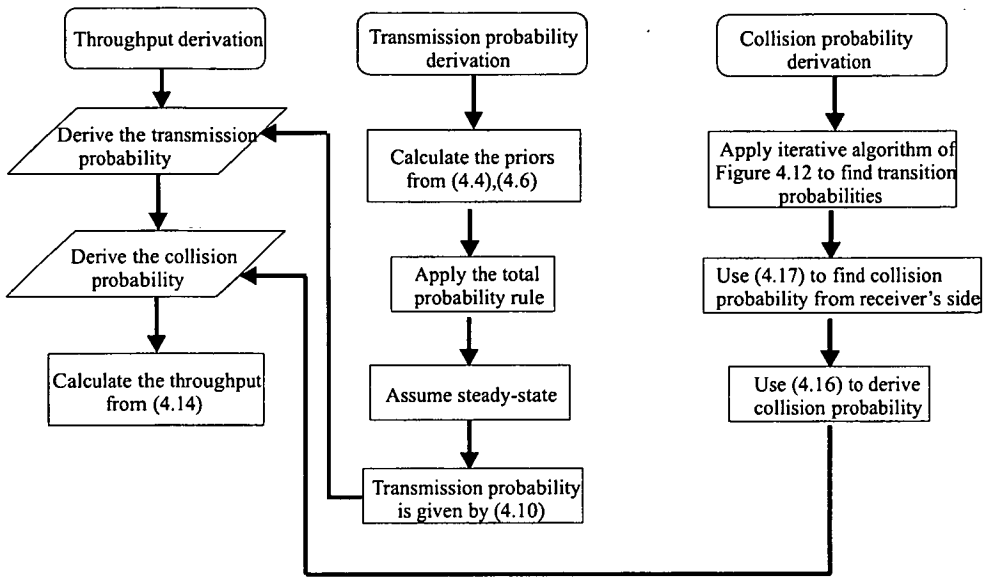 Throughput derivation
Derive the transmission
probability
Derive the collision
probability
Calculate the throughput
from (4.14)
Transmission probability
derivation
Calculate the priors
from (4.4),(4.6)
Apply the total
probability rule
Assume steady-state
Transmission probability
is given by (4.10)
Collision probability
derivation
Apply iterative algorithm of
Figure 4.12 to find transition
probabilities
Use (4.17) to find collision
probability from receiver's side
Use (4.16) to derive
collision probability